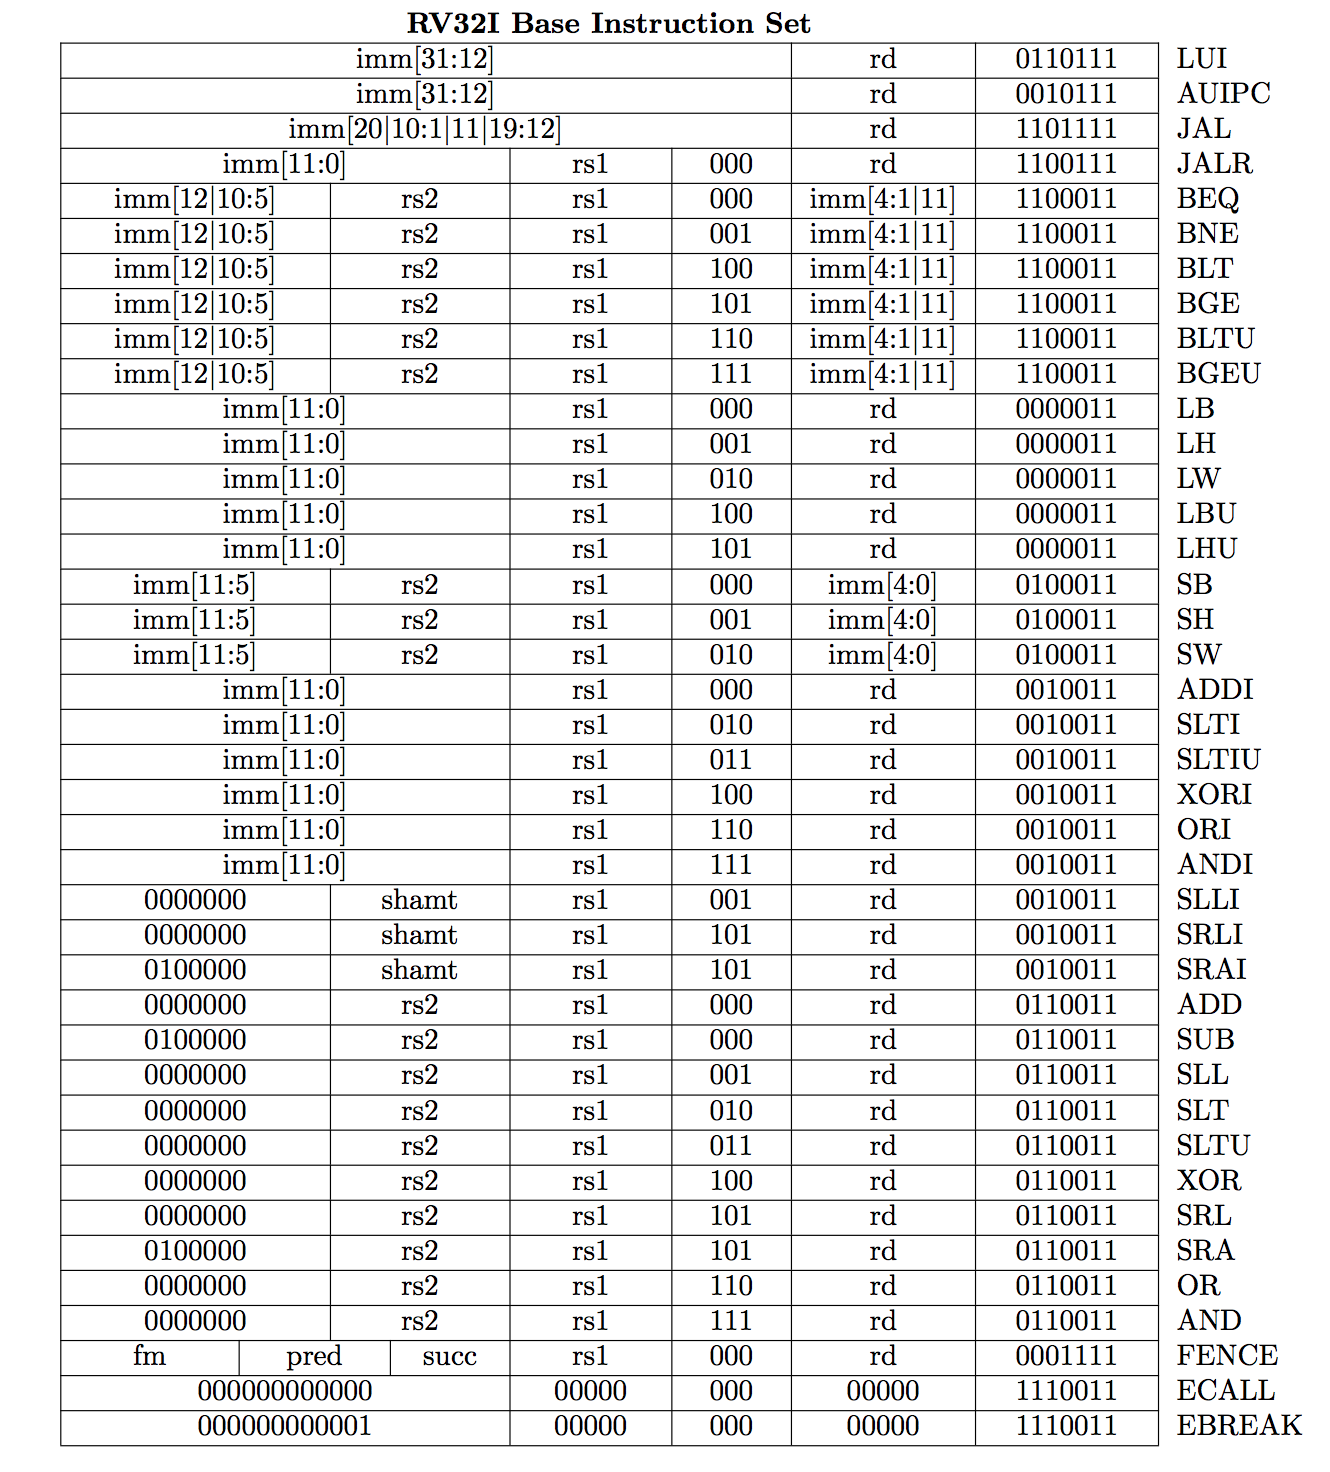 RV32I Base Instruction Set
imm[31:12] rd 0110111 LUI
imm[31:12] rd 0010111 AUIPC
imm[20|10:1|11|19:12] rd 1101111 JAL
imm[11:0] rs1 000 rd 1100111 JALR
imm[12|10:5] rs2 rs1 000 imm[4:1|11] 1100011 BEQ
imm[12|10:5] rs2 rs1 001 imm[4:1|11] 1100011 BNE
imm[12|10:5] rs2 rs1 100 imm[4:1|11] 1100011 BLT
imm[12|10:5] rs2 rs1 101 imm[4:1|11] 1100011 BGE
imm[12|10:5] rs2 rs1 110 imm[4:1|11] 1100011 BLTU
imm[12|10:5] rs2 rs1 111 imm[4:1|11] 1100011 BGEU
imm[11:0] rs1 000 rd 0000011 LB
imm[11:0] rs1 001 rd 0000011 LH
imm[11:0] rs1 010 rd 0000011 LW
imm[11:0] rs1 100 rd 0000011 LBU
imm[11:0] rs1 101 rd 0000011 LHU
imm[11:5] rs2 rs1 000 imm[4:0] 0100011 SB
imm[11:5] rs2 rs1 001 imm[4:0] 0100011 SH
imm[11:5] rs2 rs1 010 imm[4:0] 0100011 SW
imm[11:0] rs1 000 rd 0010011 ADDI
imm[11:0] rs1 010 rd 0010011 SLTI
imm[11:0] rs1 011 rd 0010011 SLTIU
imm[11:0] rs1 100 rd 0010011 XORI
imm[11:0] rs1 110 rd 0010011 ORI
imm[11:0] rs1 111 rd 0010011 ANDI
0000000 shamt rs1 001 rd 0010011 SLLI
0000000 shamt rs1 101 rd 0010011 SRLI
0100000 shamt rs1 101 rd 0010011 SRAI
0000000 rs2 rs1 000 rd 0110011 ADD
0100000 rs2 rs1 000 rd 0110011 SUB
0000000 rs2 rs1 001 rd 0110011 SLL
0000000 rs2 rs1 010 rd 0110011 SLT
0000000 rs2 rs1 011 rd 0110011 SLTU
0000000 rs2 rs1 100 rd 0110011 XOR
0000000 rs2 rs1 101 rd 0110011 SRL
0100000 rs2 rs1 101 rd 0110011 SRA
0000000 rs2 rs1 110 rd 0110011 OR
0000000 rs2 rs1 111 rd 0110011 AND
fm pred succ rs1 000 rd 0001111 FENCE
000000000000 00000 000 00000 1110011 ECALL
000000000001 00000 000 00000 1110011 EBREAK